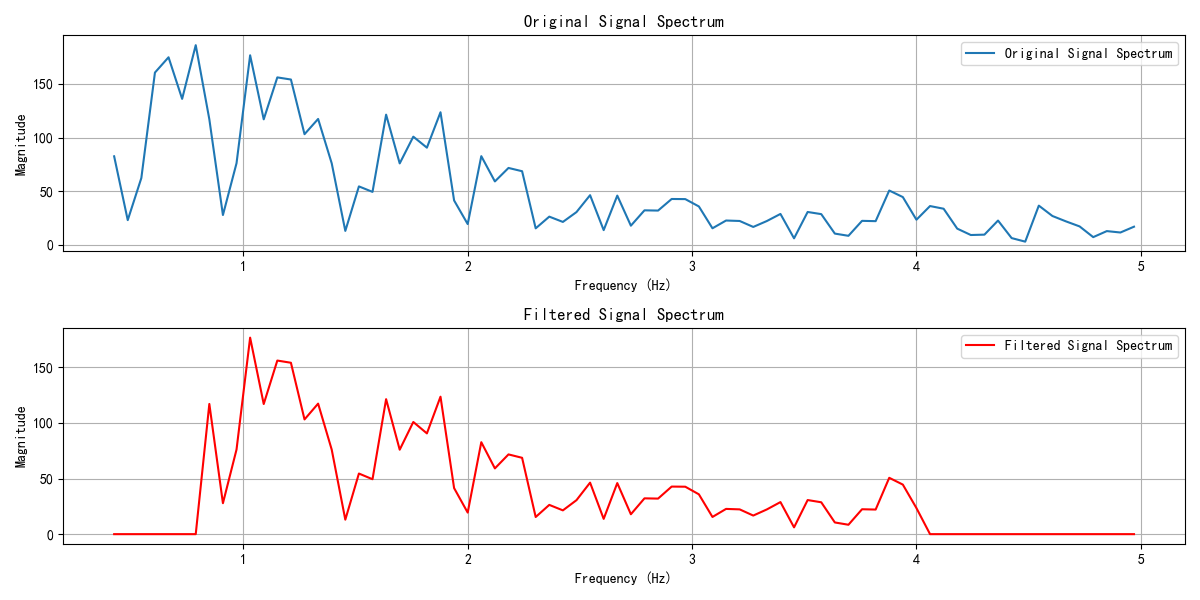 Original Signal Spectrum
Original Signal Spectrum
Magnitude
150
100
50
0
1 2 3 4 5
Frequency (Hz)
Filtered Signal Spectrum
Filtered Signal Spectrum
Magnitude
150
100
50
0
1 2 3 4 5
Frequency (Hz)